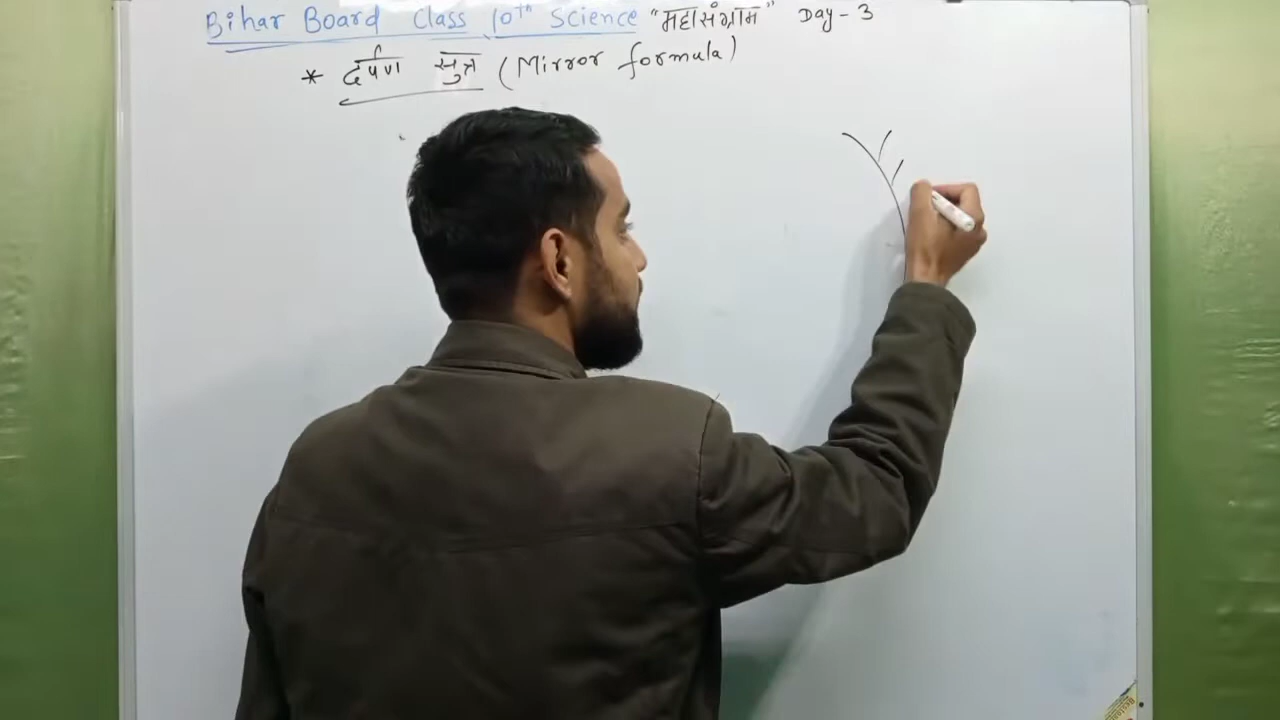 Bihar Board Class 10th Science "महासंग्राम" Day - 3
* दर्पण सुत्र (Mirror formula)